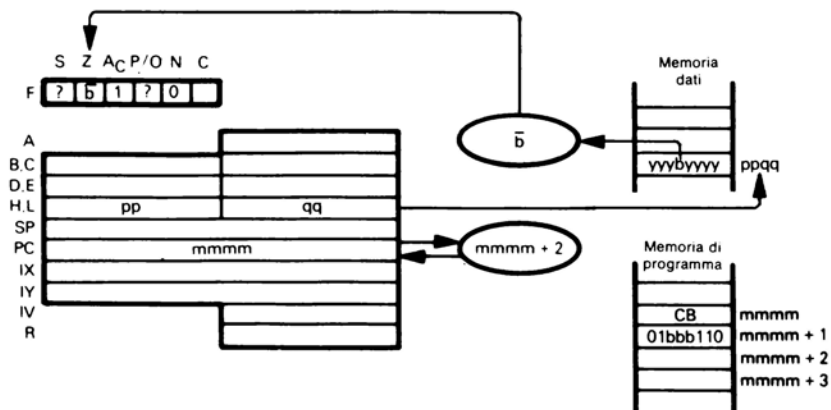 S Z A_C P/O N C
F ? b̅ 1 ? 0
Memoria
dati
b̅
yyybyyyy ppqq
A
B.C
D.E
H.L pp qq
SP
PC mmmm mmmm + 2
IX
IY
IV
R
Memoria di
programma
CB mmmm
01bbb110 mmmm + 1
mmmm + 2
mmmm + 3